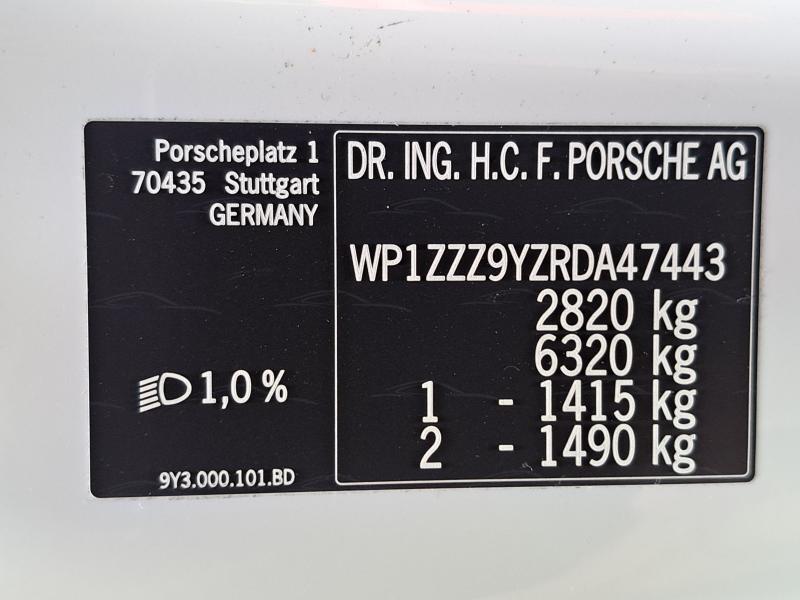 Porscheplatz 1
70435 Stuttgart
GERMANY
1,0 %
9Y3.000.101.BD
DR. ING. H.C. F. PORSCHE AG
WP1ZZZ9YZRDA47443
2820 kg
6320 kg
1 - 1415 kg
2 - 1490 kg